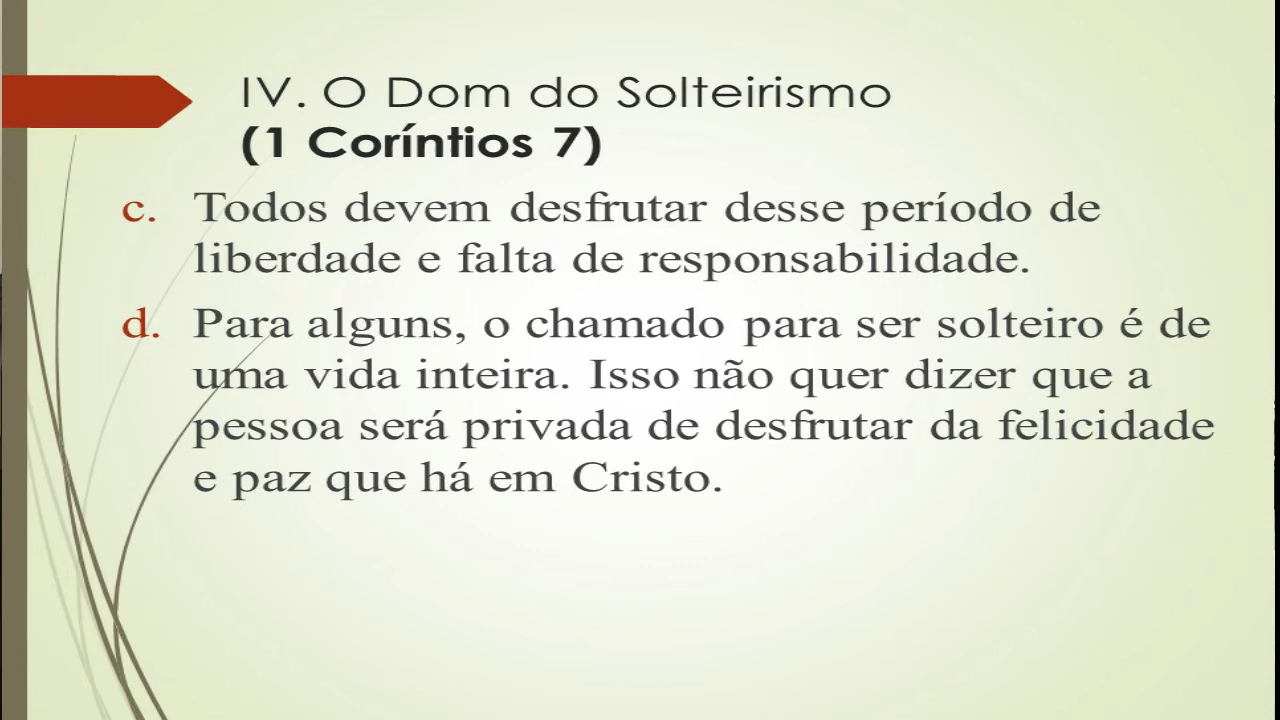 IV. O Dom do Solteirismo
(1 Coríntios 7)
c. Todos devem desfrutar desse período de
liberdade e falta de responsabilidade.
d. Para alguns, o chamado para ser solteiro é de
uma vida inteira. Isso não quer dizer que a
pessoa será privada de desfrutar da felicidade
e paz que há em Cristo.